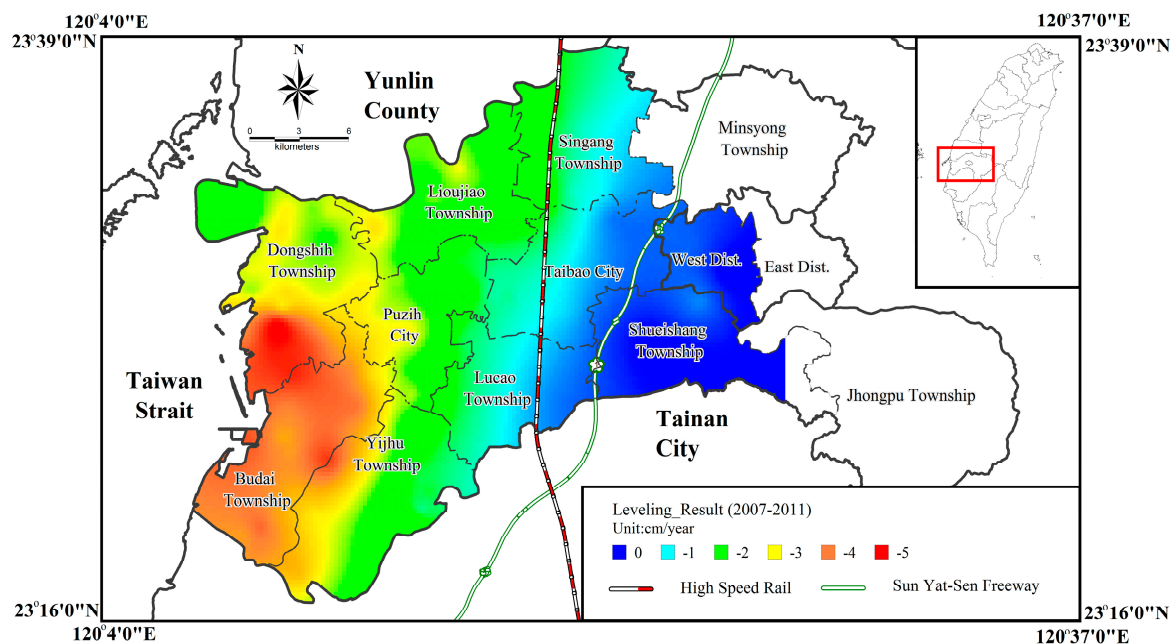 120°4'0"E
120°37'0"E
23°39'0"N
23°39'0"N
N
Yunlin
County
0 3 6
kilometers
Minsyong
Township
Singang
Township
Lioujiao
Township
Dongshih
Township
Taibao City
West Dist.
East Dist.
Puzih
City
Shueishang
Township
Taiwan
Strait
Lucao
Township
Jhongpu Township
Tainan
City
Yijhu
Township
Budai
Township
Leveling_Result (2007-2011)
Unit:cm/year
0 -1 -2 -3 -4 -5
High Speed Rail Sun Yat-Sen Freeway
23°16'0"N
23°16'0"N
120°4'0"E
120°37'0"E